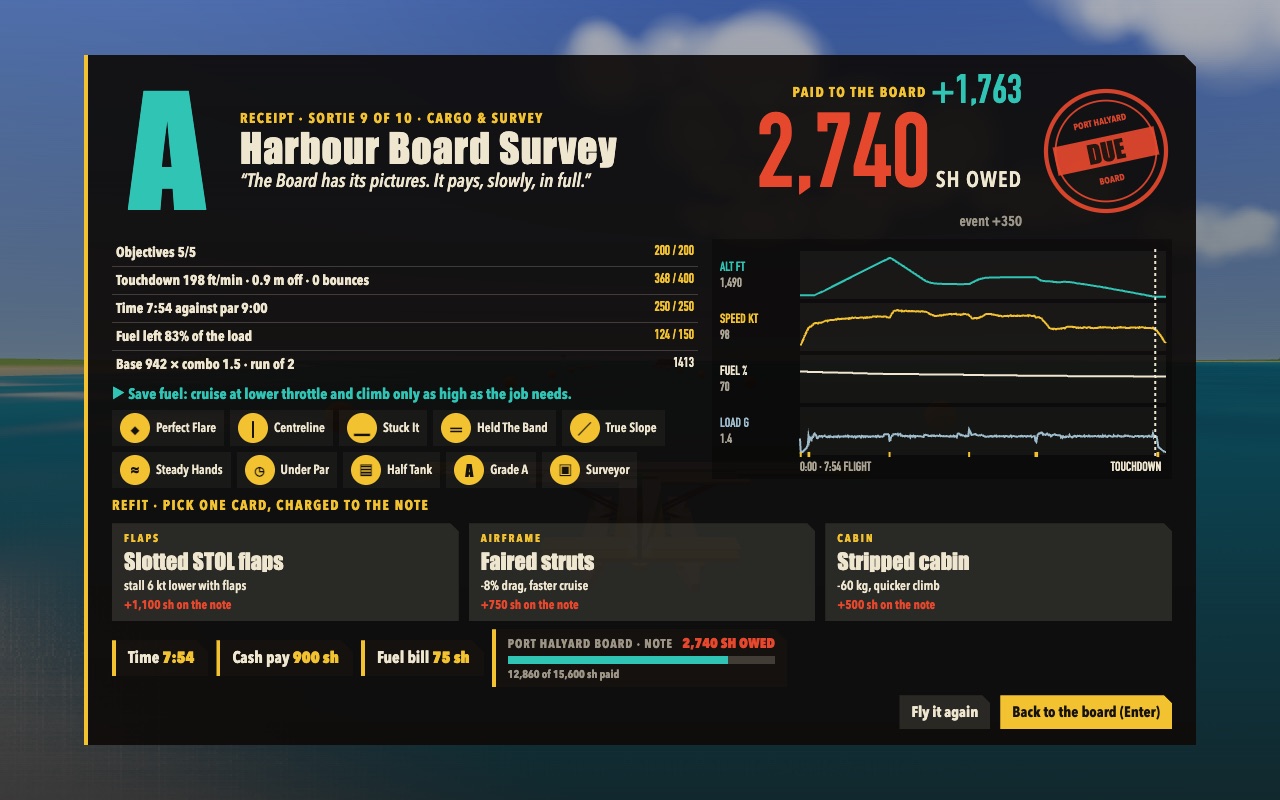 A
RECEIPT · SORTIE 9 OF 10 · CARGO & SURVEY
Harbour Board Survey
“The Board has its pictures. It pays, slowly, in full.”
PAID TO THE BOARD +1,763
2,740 SH OWED
event +350
PORT HALYARD
DUE
BOARD
Objectives 5/5 200 / 200
Touchdown 198 ft/min · 0.9 m off · 0 bounces 368 / 400
Time 7:54 against par 9:00 250 / 250
Fuel left 83% of the load 124 / 150
Base 942 × combo 1.5 · run of 2 1413
▶ Save fuel: cruise at lower throttle and climb only as high as the job needs.
Perfect Flare
Centreline
Stuck It
Held The Band
True Slope
Steady Hands
Under Par
Half Tank
A Grade A
Surveyor
ALT FT
1,490
SPEED KT
98
FUEL %
70
LOAD G
1.4
0:00 · 7:54 FLIGHT
TOUCHDOWN
REFIT · PICK ONE CARD, CHARGED TO THE NOTE
FLAPS
Slotted STOL flaps
stall 6 kt lower with flaps
+1,100 sh on the note
AIRFRAME
Faired struts
-8% drag, faster cruise
+750 sh on the note
CABIN
Stripped cabin
-60 kg, quicker climb
+500 sh on the note
Time 7:54
Cash pay 900 sh
Fuel bill 75 sh
PORT HALYARD BOARD · NOTE 2,740 SH OWED
12,860 of 15,600 sh paid
Fly it again
Back to the board (Enter)